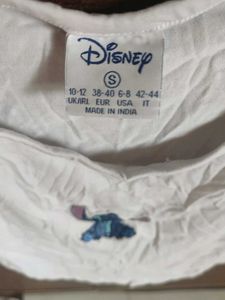 Disney
S
10-12 38-40 6-8 42-44
UK/IRL EUR USA IT
MADE IN INDIA